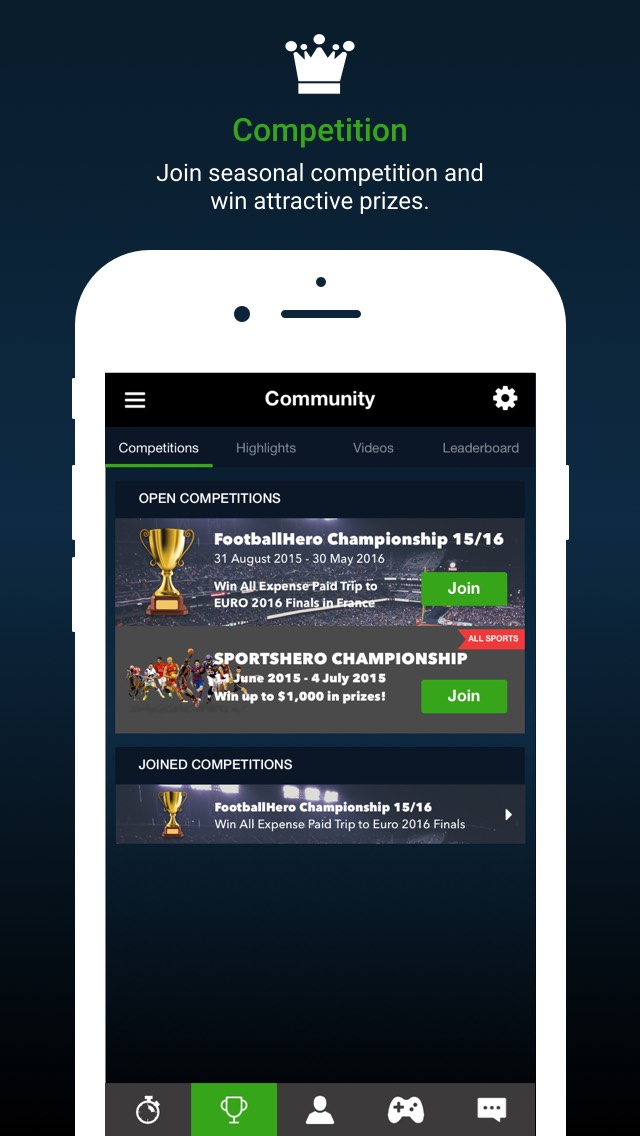 Competition
Join seasonal competition and
win attractive prizes.
Community
Competitions Highlights Videos Leaderboard
OPEN COMPETITIONS
FootballHero Championship 15/16
31 August 2015 - 30 May 2016
Win All Expense Paid Trip to
EURO 2016 Finals in France
Join
ALL SPORTS
SPORTSHERO CHAMPIONSHIP
June 2015 - 4 July 2015
Win up to $1,000 in prizes!
Join
JOINED COMPETITIONS
FootballHero Championship 15/16
Win All Expense Paid Trip to Euro 2016 Finals